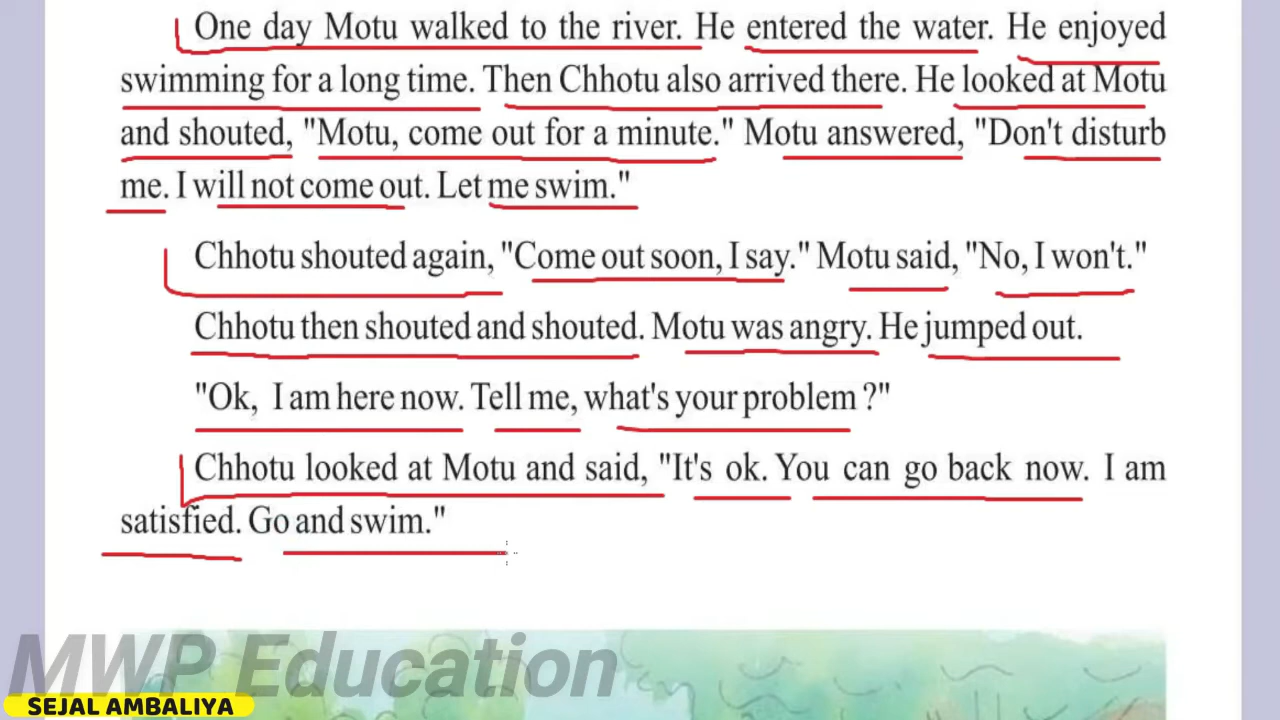 One day Motu walked to the river. He entered the water. He enjoyed
swimming for a long time. Then Chhotu also arrived there. He looked at Motu
and shouted, "Motu, come out for a minute." Motu answered, "Don't disturb
me. I will not come out. Let me swim."
Chhotu shouted again, "Come out soon, I say." Motu said, "No, I won't."
Chhotu then shouted and shouted. Motu was angry. He jumped out.
"Ok, I am here now. Tell me, what's your problem ?"
Chhotu looked at Motu and said, "It's ok. You can go back now. I am
satisfied. Go and swim."
MWP Education
SEJAL AMBALIYA